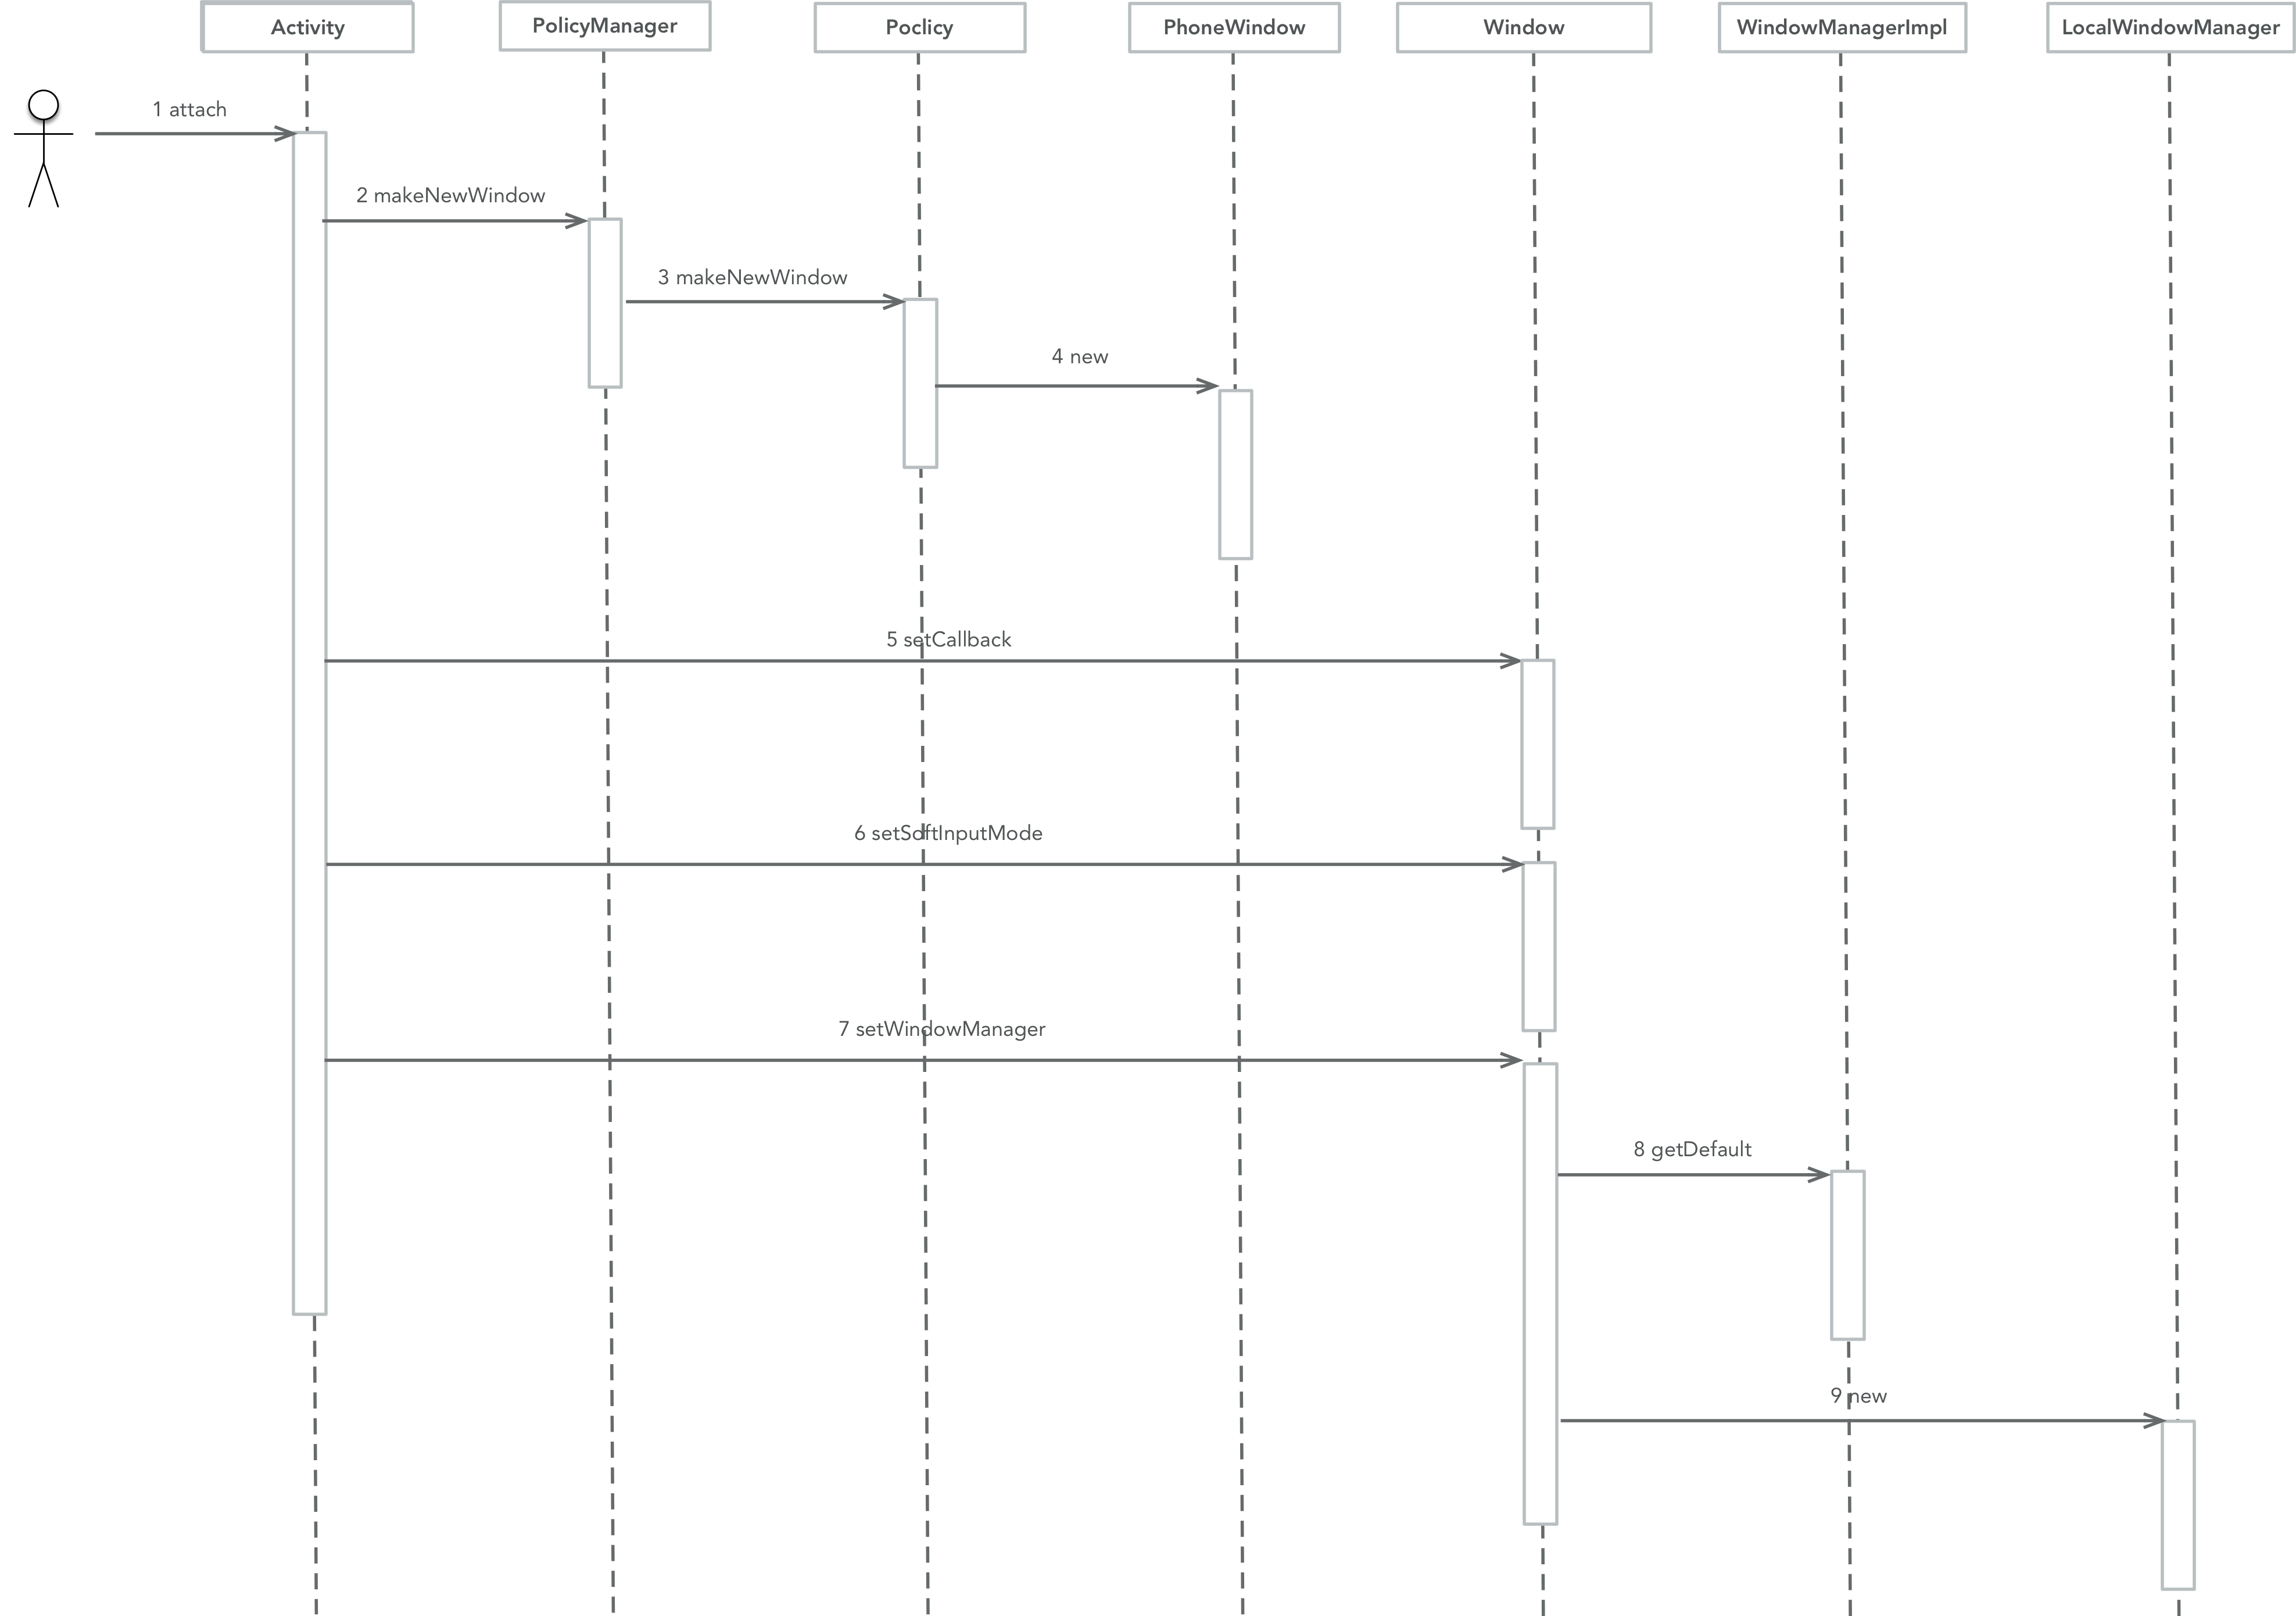 Activity
PolicyManager
Poclicy
PhoneWindow
Window
WindowManagerImpl
LocalWindowManager
1 attach
2 makeNewWindow
3 makeNewWindow
4 new
5 setCallback
6 setSoftInputMode
7 setWindowManager
8 getDefault
9 new